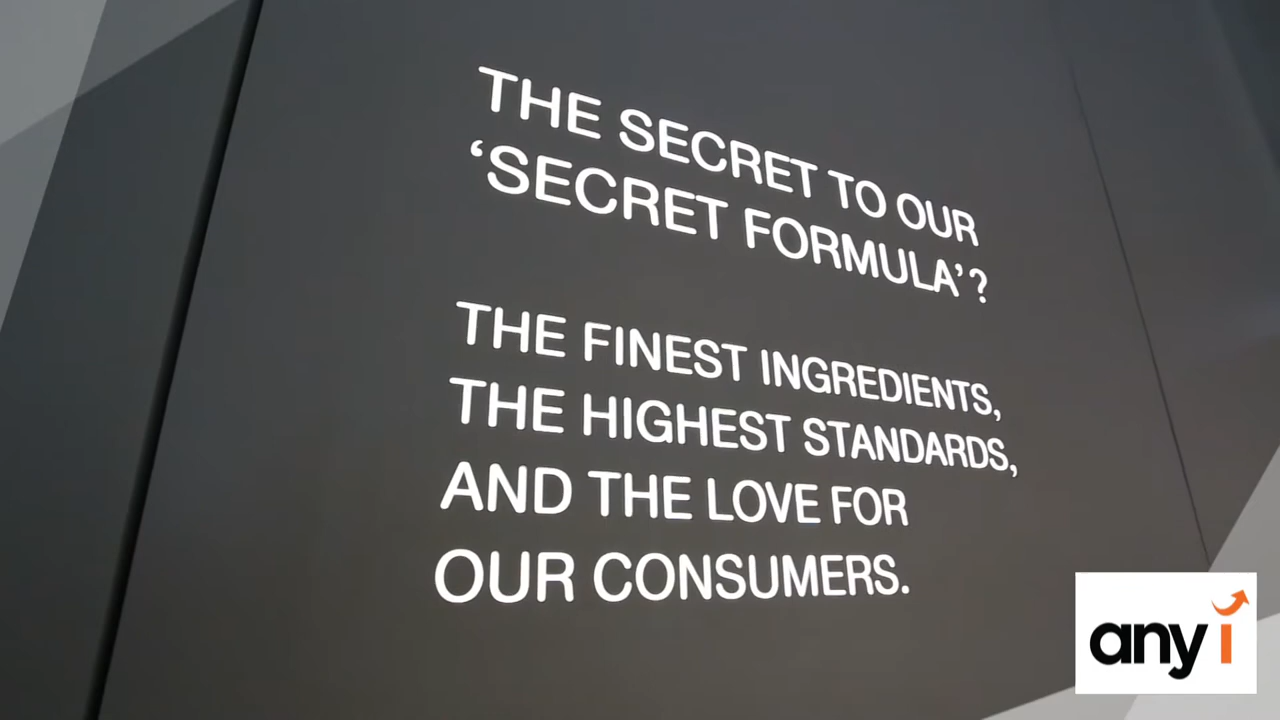 THE SECRET TO OUR
‘SECRET FORMULA’?
THE FINEST INGREDIENTS,
THE HIGHEST STANDARDS,
AND THE LOVE FOR
OUR CONSUMERS.
any i